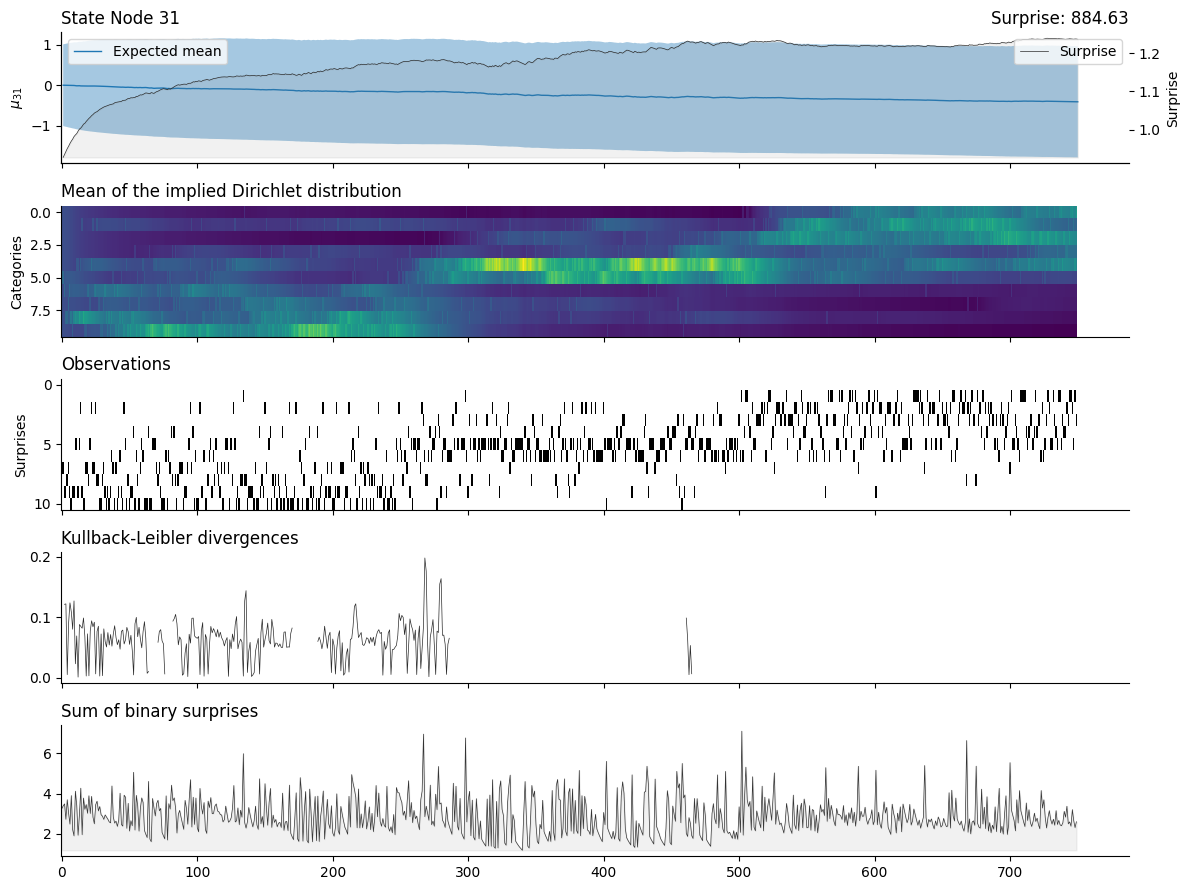 State Node 31 Surprise: 884.63
Expected mean
Surprise
1
0
−1
μ31
1.2
1.1
1.0
Surprise
Mean of the implied Dirichlet distribution
0.0
2.5
5.0
7.5
Categories
Observations
0
5
10
Surprises
Kullback-Leibler divergences
0.2
0.1
0.0
Sum of binary surprises
6
4
2
0 100 200 300 400 500 600 700